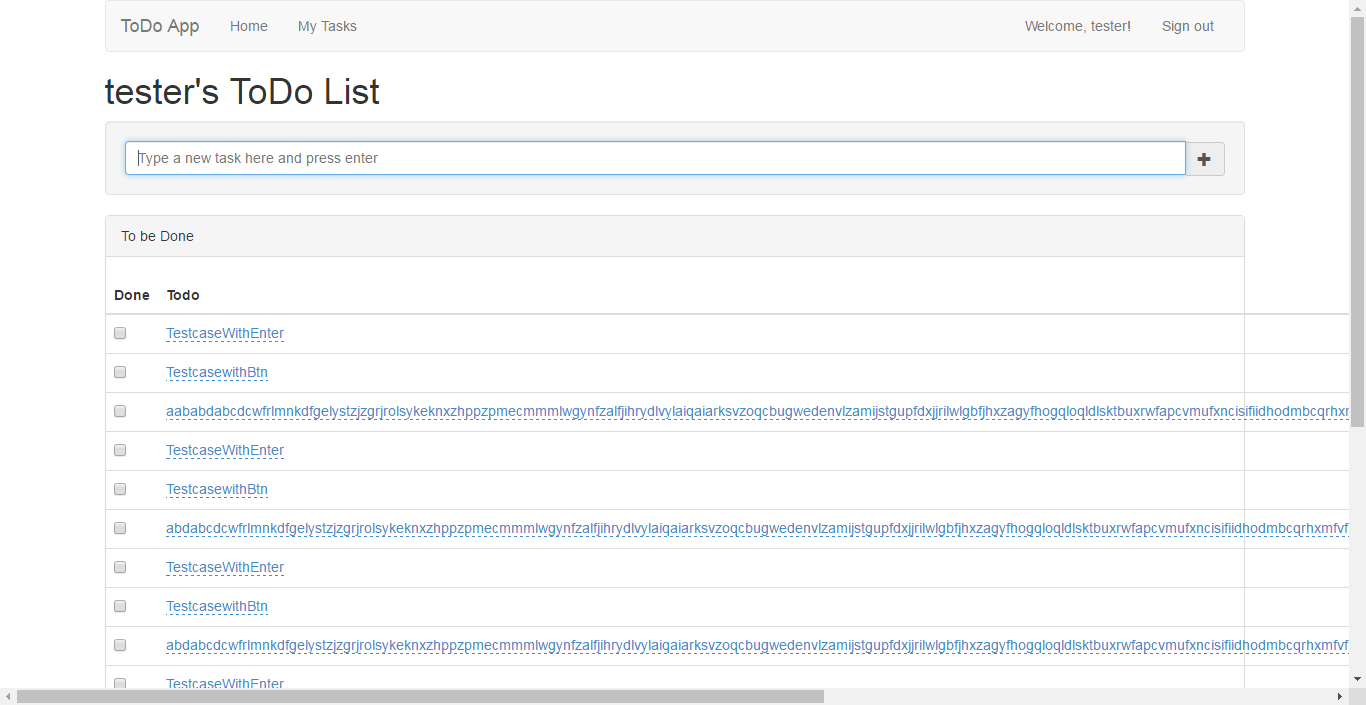 ToDo App Home My Tasks Welcome, tester! Sign out
tester's ToDo List
Type a new task here and press enter
To be Done
Done Todo
TestcaseWithEnter
TestcasewithBtn
aababdabcdcwfrlmnkdfgelystzjzgrjrolsykeknxzhppzpmecmmmlwgynfzalfjihrydlvylaiqaiarksvzoqcbugwedenvlzamijstgupfdxjjrilwlgbfjhxzagyfhogqloqldlsktbuxrwfapcvmufxncisifiidhodmbcqrhxm
TestcaseWithEnter
TestcasewithBtn
abdabcdcwfrlmnkdfgelystzjzgrjrolsykeknxzhppzpmecmmmlwgynfzalfjihrydlvylaiqaiarksvzoqcbugwedenvlzamijstgupfdxjjrilwlgbfjhxzagyfhogqloqldlsktbuxrwfapcvmufxncisifiidhodmbcqrhxmfvf
TestcaseWithEnter
TestcasewithBtn
abdabcdcwfrlmnkdfgelystzjzgrjrolsykeknxzhppzpmecmmmlwgynfzalfjihrydlvylaiqaiarksvzoqcbugwedenvlzamijstgupfdxjjrilwlgbfjhxzagyfhogqloqldlsktbuxrwfapcvmufxncisifiidhodmbcqrhxmfvf
TestcaseWithEnter